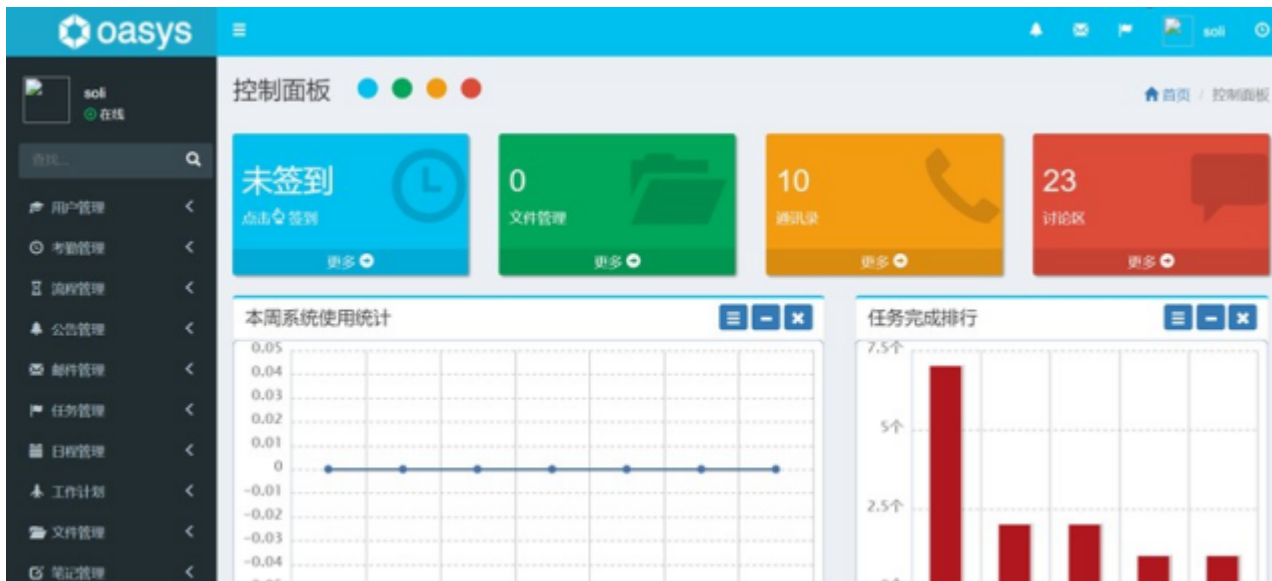 oasys
soli
soli
在线
查找...
用户管理
考勤管理
流程管理
公告管理
邮件管理
任务管理
日程管理
工作计划
文件管理
笔记管理
控制面板
首页 / 控制面板
未签到
点击 签到
更多
0
文件管理
更多
10
通讯录
更多
23
讨论区
更多
本周系统使用统计
0.05
0.04
0.03
0.02
0.01
0
-0.01
-0.02
-0.03
-0.04
任务完成排行
7.5个
5个
2.5个